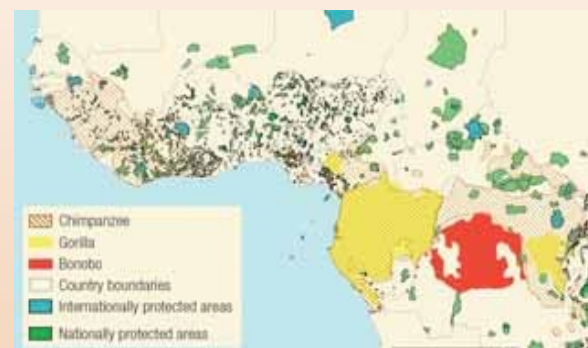 Chimpanzee
Gorilla
Bonobo
Country boundaries
Internationally protected areas
Nationally protected areas